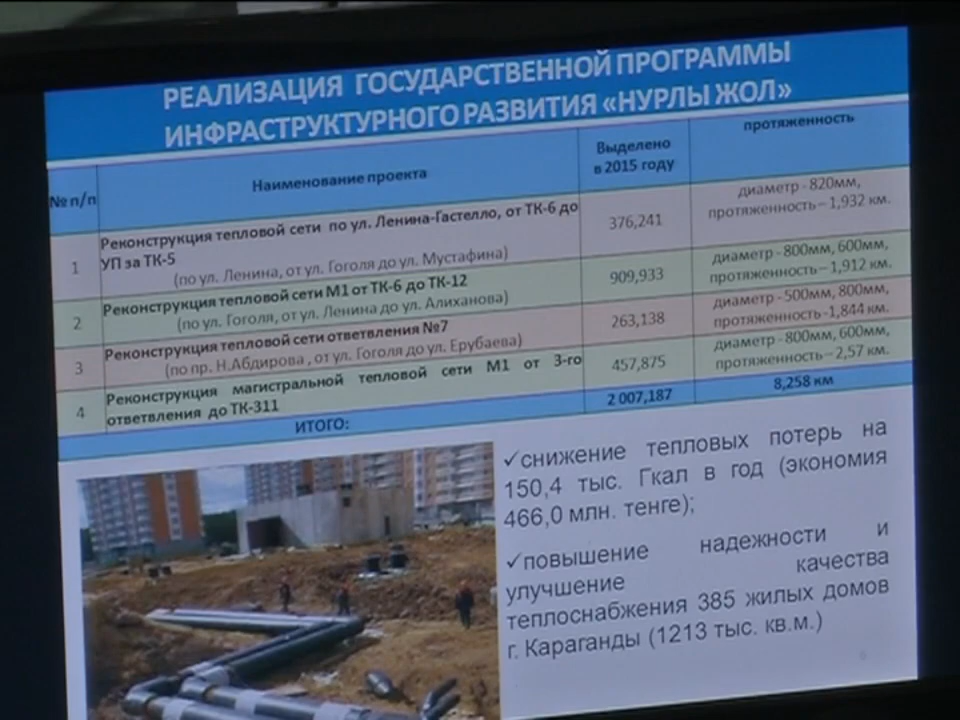 РЕАЛИЗАЦИЯ ГОСУДАРСТВЕННОЙ ПРОГРАММЫ
ИНФРАСТРУКТУРНОГО РАЗВИТИЯ «НУРЛЫ ЖОЛ»
№ п/п
Наименование проекта
Выделено
в 2015 году
протяженность
1
Реконструкция тепловой сети по ул. Ленина-Гастелло, от ТК-6 до
УП за ТК-5
(по ул. Ленина, от ул. Гоголя до ул. Мустафина)
376,241
диаметр - 820мм,
протяженность – 1,932 км.
2
Реконструкция тепловой сети М1 от ТК-6 до ТК-12
(по ул. Гоголя, от ул. Ленина до ул. Алиханова)
909,933
диаметр - 800мм, 600мм,
протяженность – 1,912 км.
3
Реконструкция тепловой сети ответвления №7
(по пр. Н.Абдирова , от ул. Гоголя до ул. Ерубаева)
263,138
диаметр - 500мм, 800мм,
протяженность -1,844 км.
4
Реконструкция магистральной тепловой сети М1 от 3-го
ответвления до ТК-311
457,875
диаметр - 800мм, 600мм,
протяженность – 2,57 км.
ИТОГО:
2 007,187
8,258 км
✓снижение тепловых потерь на
150,4 тыс. Гкал в год (экономия
466,0 млн. тенге);
✓повышение надежности и
улучшение качества
теплоснабжения 385 жилых домов
г. Караганды (1213 тыс. кв.м.)